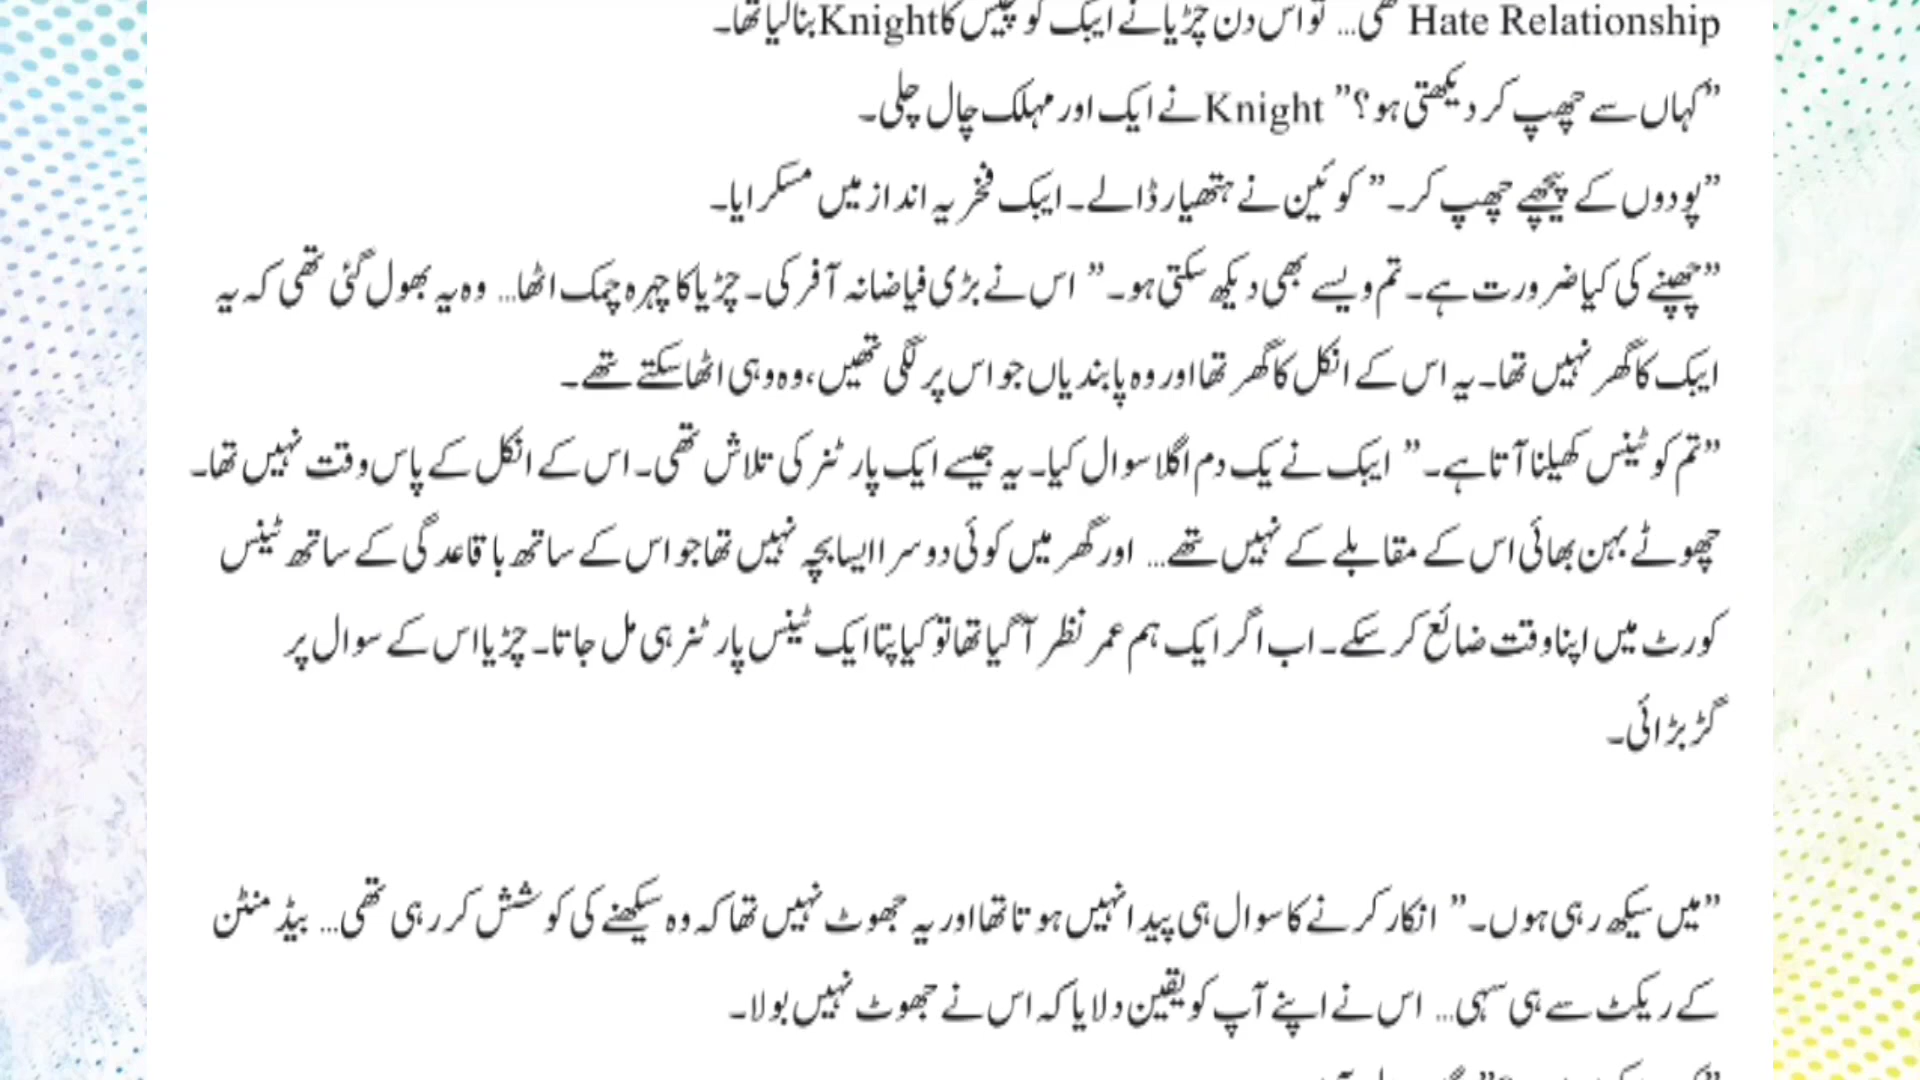 Hate Relationship تھی... تو اس دن چڑیا نے ایبک کو چیس کا Knight بنا لیا تھا۔
”کہاں سے چھپ کر دیکھتی ہو؟” Knight نے ایک اور مہلک چال چلی۔
”پودوں کے پیچھے چھپ کر۔” کوئین نے ہتھیار ڈالے۔ ایبک فخریہ انداز میں مسکرایا۔
”چھپنے کی کیا ضرورت ہے۔ تم ویسے بھی دیکھ سکتی ہو۔” اس نے بڑی فیاضانہ آفر کی۔ چڑیا کا چہرہ چمک اٹھا... وہ یہ بھول گئی تھی کہ یہ
ایبک کا گھر نہیں تھا۔ یہ اس کے انکل کا گھر تھا اور وہ پابندیاں جو اس پر لگی تھیں، وہ وہی اٹھا سکتے تھے۔
”تم کو ٹینس کھیلنا آتا ہے۔” ایبک نے یک دم اگلا سوال کیا۔ یہ جیسے ایک پارٹنر کی تلاش تھی۔ اس کے انکل کے پاس وقت نہیں تھا۔
چھوٹے بہن بھائی اس کے مقابلے کے نہیں تھے... اور گھر میں کوئی دوسرا ایسا بچہ نہیں تھا جو اس کے ساتھ باقاعدگی کے ساتھ ٹینس
کورٹ میں اپنا وقت ضائع کر سکے۔ اب اگر ایک ہم عمر نظر آ گیا تھا تو کیا پتا ایک ٹینس پارٹنر ہی مل جاتا۔ چڑیا اس کے سوال پر
گڑبڑائی۔
”میں سیکھ رہی ہوں۔” انکار کرنے کا سوال ہی پیدا نہیں ہوتا تھا اور یہ جھوٹ نہیں تھا کہ وہ سیکھنے کی کوشش کر رہی تھی... بیڈ منٹن
کے ریکٹ سے ہی سہی... اس نے اپنے آپ کو یقین دلایا کہ اس نے جھوٹ نہیں بولا۔